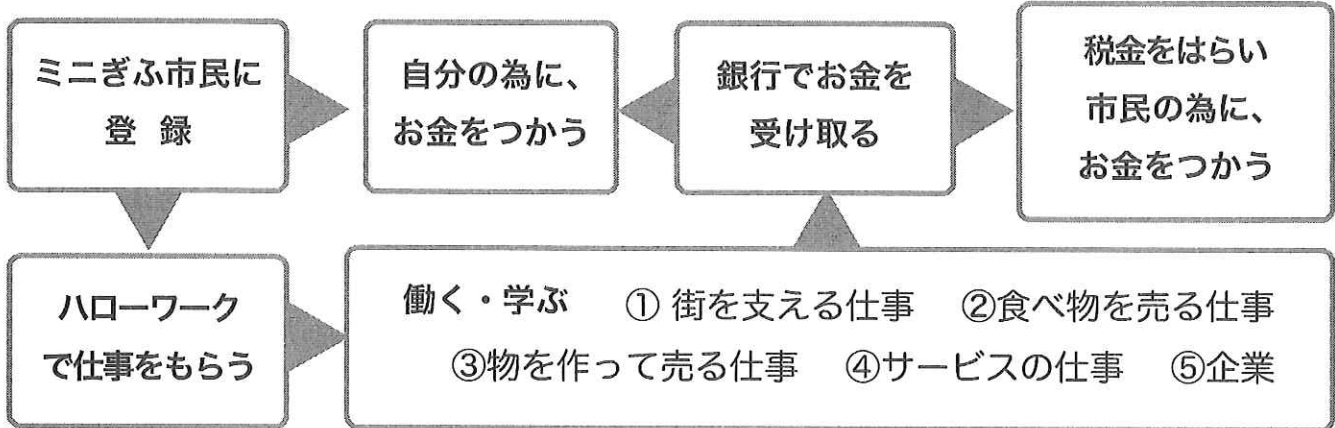 ミニぎふ市民に
登 録
自分の為に、
お金をつかう
銀行でお金を
受け取る
税金をはらい
市民の為に、
お金をつかう
ハローワーク
で仕事をもらう
働く・学ぶ ① 街を支える仕事 ②食べ物を売る仕事
③物を作って売る仕事 ④サービスの仕事 ⑤企業